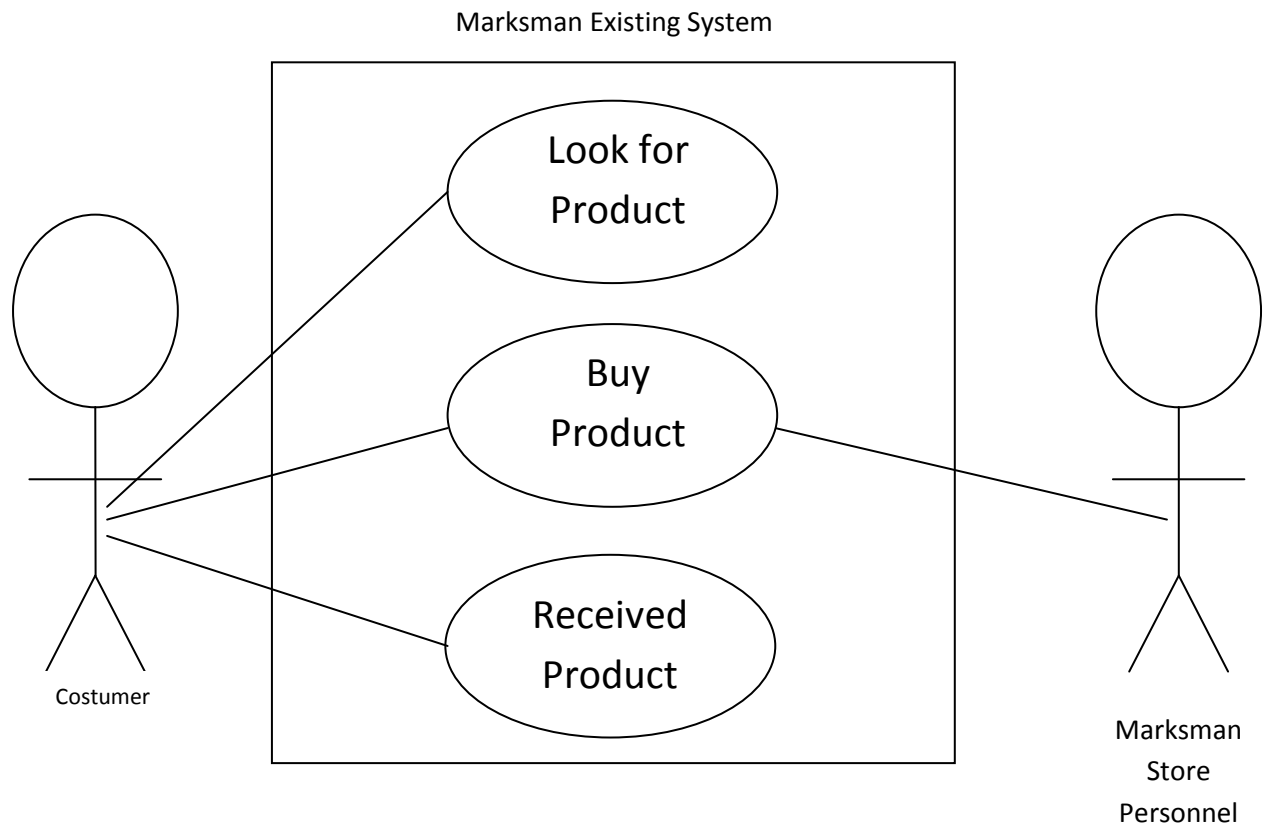 Marksman Existing System
Look for
Product
Buy
Product
Received
Product
Costumer
Marksman
Store
Personnel